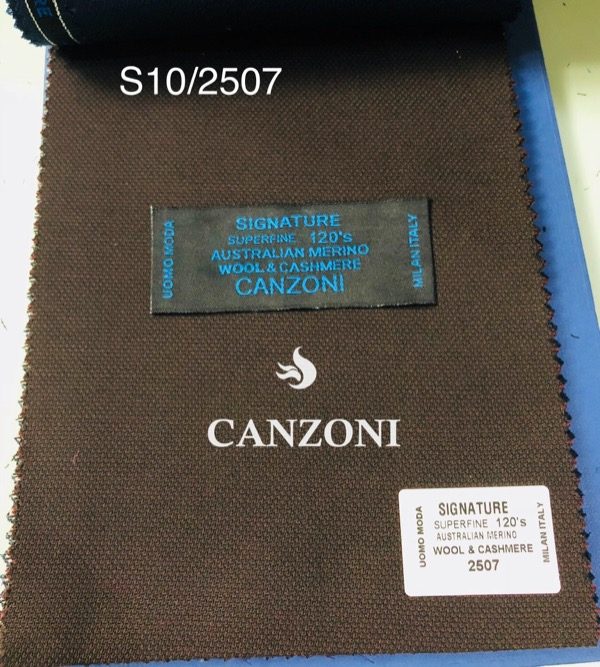 S10/2507
UOMO MODA
SIGNATURE
SUPERFINE 120's
AUSTRALIAN MERINO
WOOL & CASHMERE
CANZONI
MILAN ITALY
CANZONI
UOMO MODA
SIGNATURE
SUPERFINE 120's
AUSTRALIAN MERINO
WOOL & CASHMERE
2507
MILAN ITALY